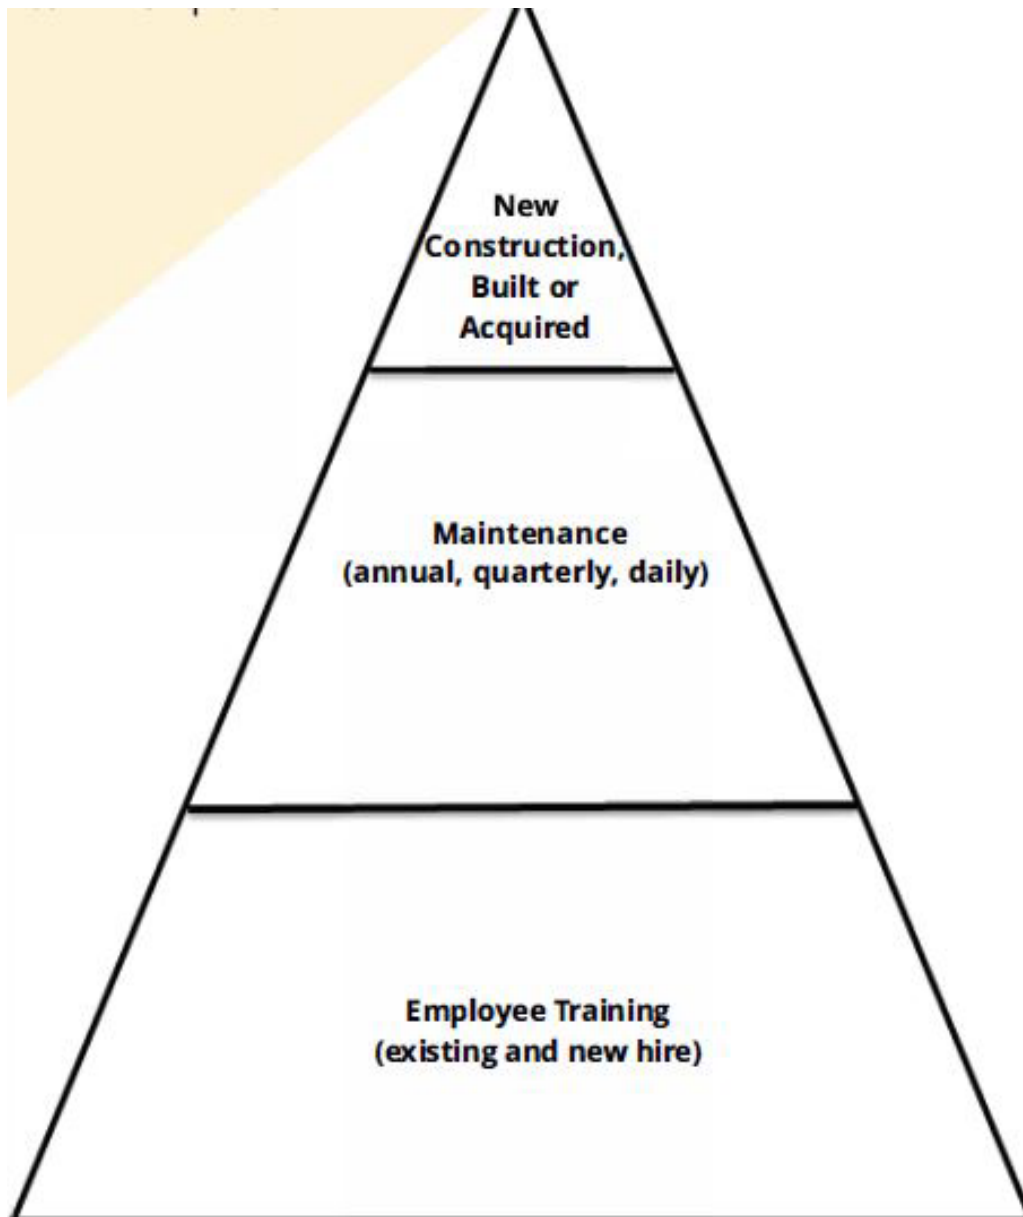 New
Construction,
Built or
Acquired
Maintenance
(annual, quarterly, daily)
Employee Training
(existing and new hire)